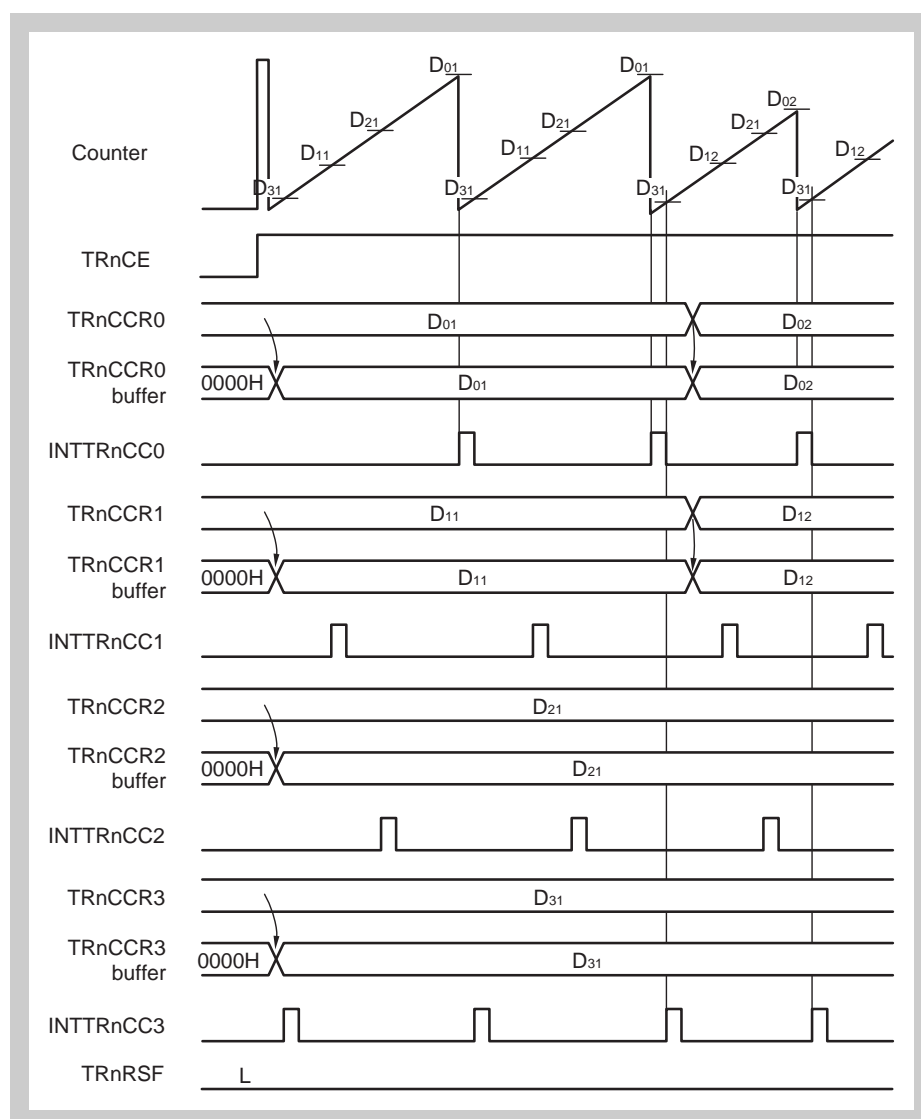 D01 D01
D02
D21 D21 D21
Counter D11 D11 D12 D12
D31 D31 D31 D31
TRnCE
TRnCCR0 D01 D02
TRnCCR0
buffer 0000H D01 D02
INTTRnCC0
TRnCCR1 D11 D12
TRnCCR1
buffer 0000H D11 D12
INTTRnCC1
TRnCCR2 D21
TRnCCR2
buffer 0000H D21
INTTRnCC2
TRnCCR3 D31
TRnCCR3
buffer 0000H D31
INTTRnCC3
TRnRSF L